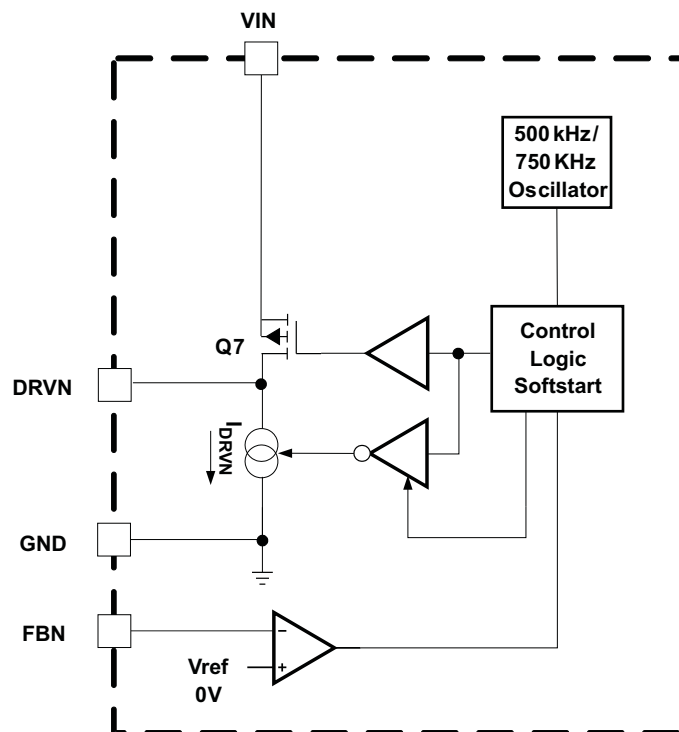 VIN
500 kHz/
750 KHz
Oscillator
Q7
Control
Logic
Softstart
DRVN
IDRVN
GND
FBN
−
Vref
+
0V